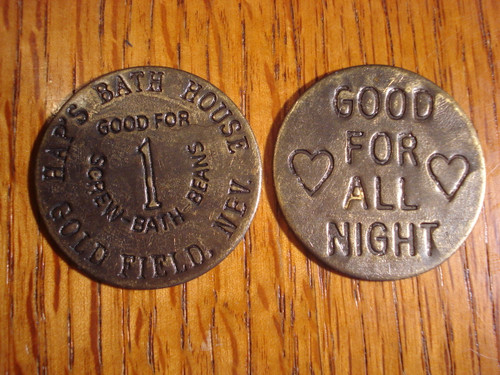 HAP'S BATH HOUSE
GOOD FOR
1
SCREW-BATH BEANS
GOLD FIELD, NEV.
GOOD
FOR
ALL
NIGHT